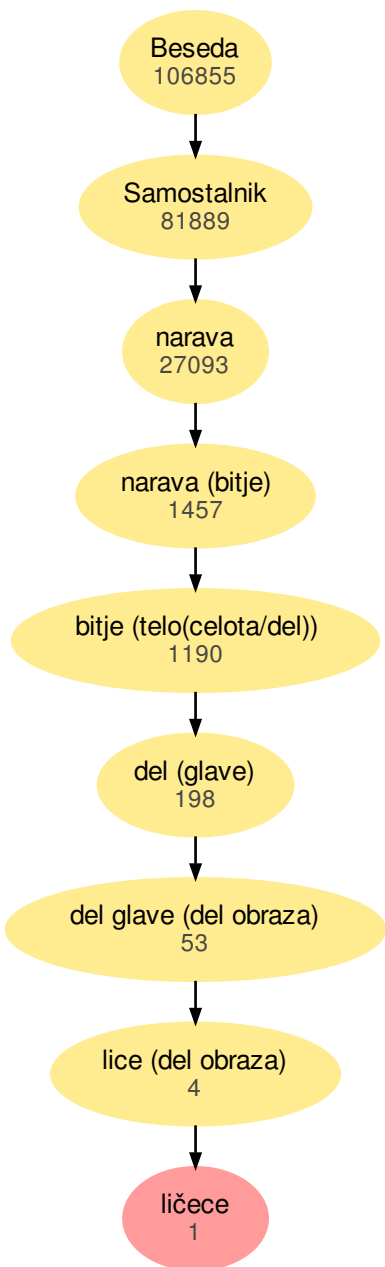 Beseda
106855
Samostalnik
81889
narava
27093
narava (bitje)
1457
bitje (telo(celota/del))
1190
del (glave)
198
del glave (del obraza)
53
lice (del obraza)
4
ličece
1